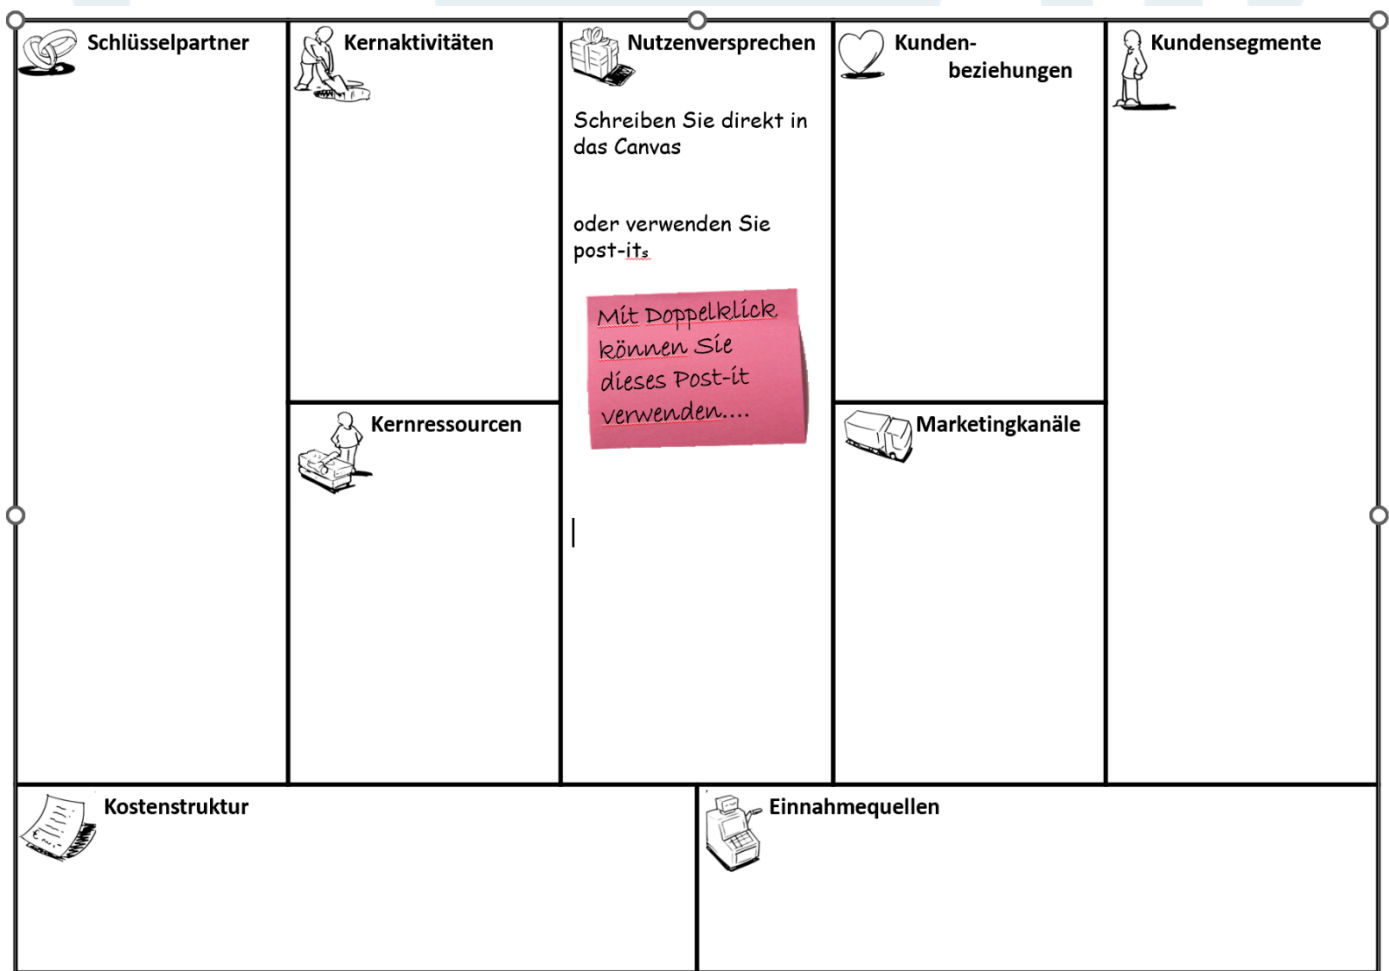 Schlüsselpartner
Kernaktivitäten
Nutzenversprechen
Schreiben Sie direkt in
das Canvas
oder verwenden Sie
post-its
Mit Doppelklick
können Sie
dieses Post-it
verwenden....
Kunden-
beziehungen
Kundensegmente
Kernressourcen
Marketingkanäle
Kostenstruktur
Einnahmequellen